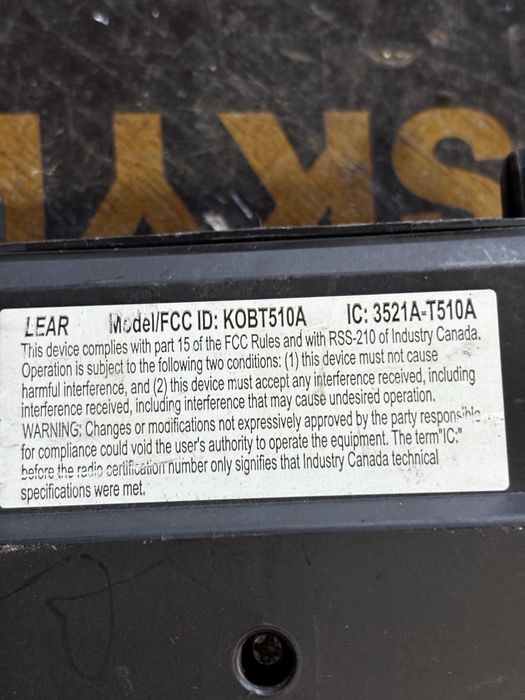 SKY
LEAR Model/FCC ID: KOBT510A IC: 3521A-T510A
This device complies with part 15 of the FCC Rules and with RSS-210 of Industry Canada.
Operation is subject to the following two conditions: (1) this device must not cause
harmful interference, and (2) this device must accept any interference received, including
interference received, including interference that may cause undesired operation.
WARNING: Changes or modifications not expressively approved by the party responsible
for compliance could void the user's authority to operate the equipment. The term"IC:"
before the radio certification number only signifies that Industry Canada technical
specifications were met.